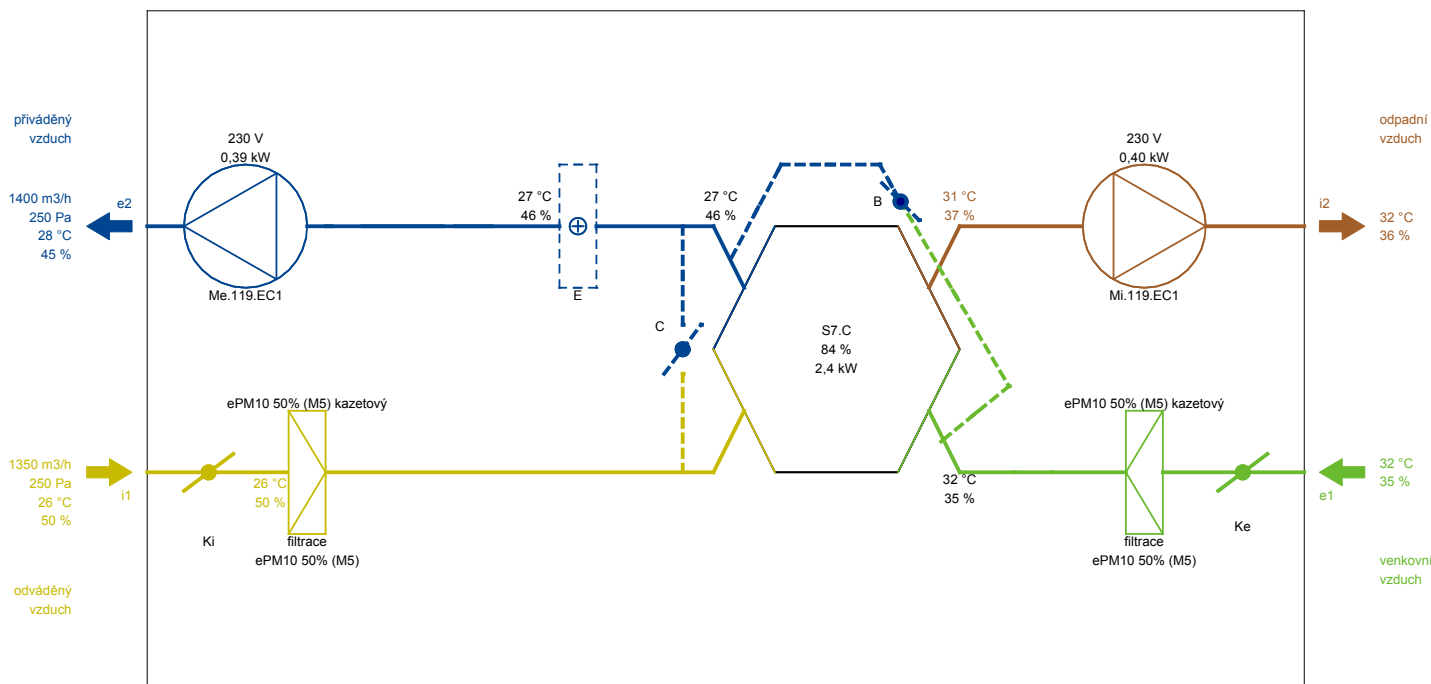 přiváděný
vzduch
230 V
0,39 kW
230 V
0,40 kW
odpadní
vzduch
1400 m3/h
250 Pa
28 °C
45 %
e2
27 °C
46 %
27 °C
46 %
B
31 °C
37 %
i2
32 °C
36 %
Me.119.EC1
E
Mi.119.EC1
C
S7.C
84 %
2,4 kW
ePM10 50% (M5) kazetový
ePM10 50% (M5) kazetový
1350 m3/h
250 Pa
26 °C
50 %
i1
26 °C
50 %
32 °C
35 %
32 °C
35 %
e1
Ki
filtrace
ePM10 50% (M5)
filtrace
ePM10 50% (M5)
Ke
odváděný
vzduch
venkovní
vzduch